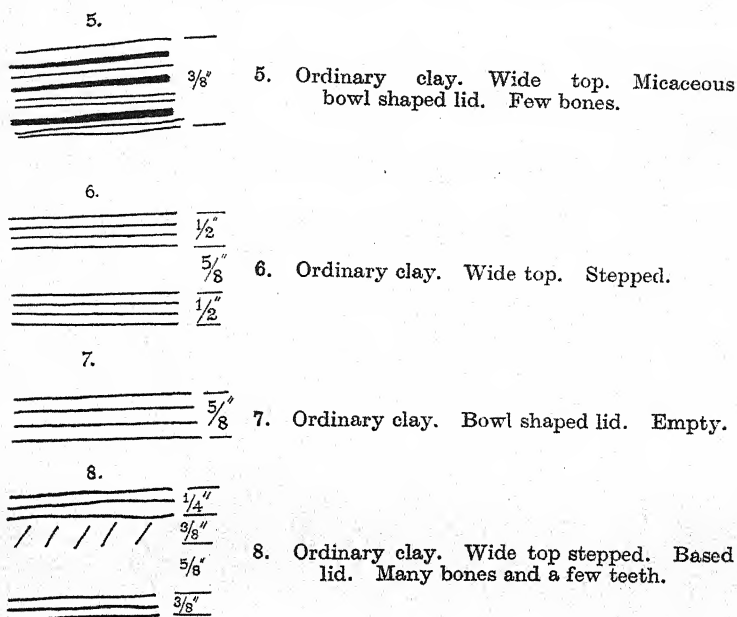 5.
3/8"
5. Ordinary clay. Wide top. Micaceous
bowl shaped lid. Few bones.
6.
1/2"
5/8"
1/2"
6. Ordinary clay. Wide top. Stepped.
7.
5/8"
7. Ordinary clay. Bowl shaped lid. Empty.
8.
1/4"
3/8"
5/8"
3/8"
8. Ordinary clay. Wide top stepped. Based
lid. Many bones and a few teeth.